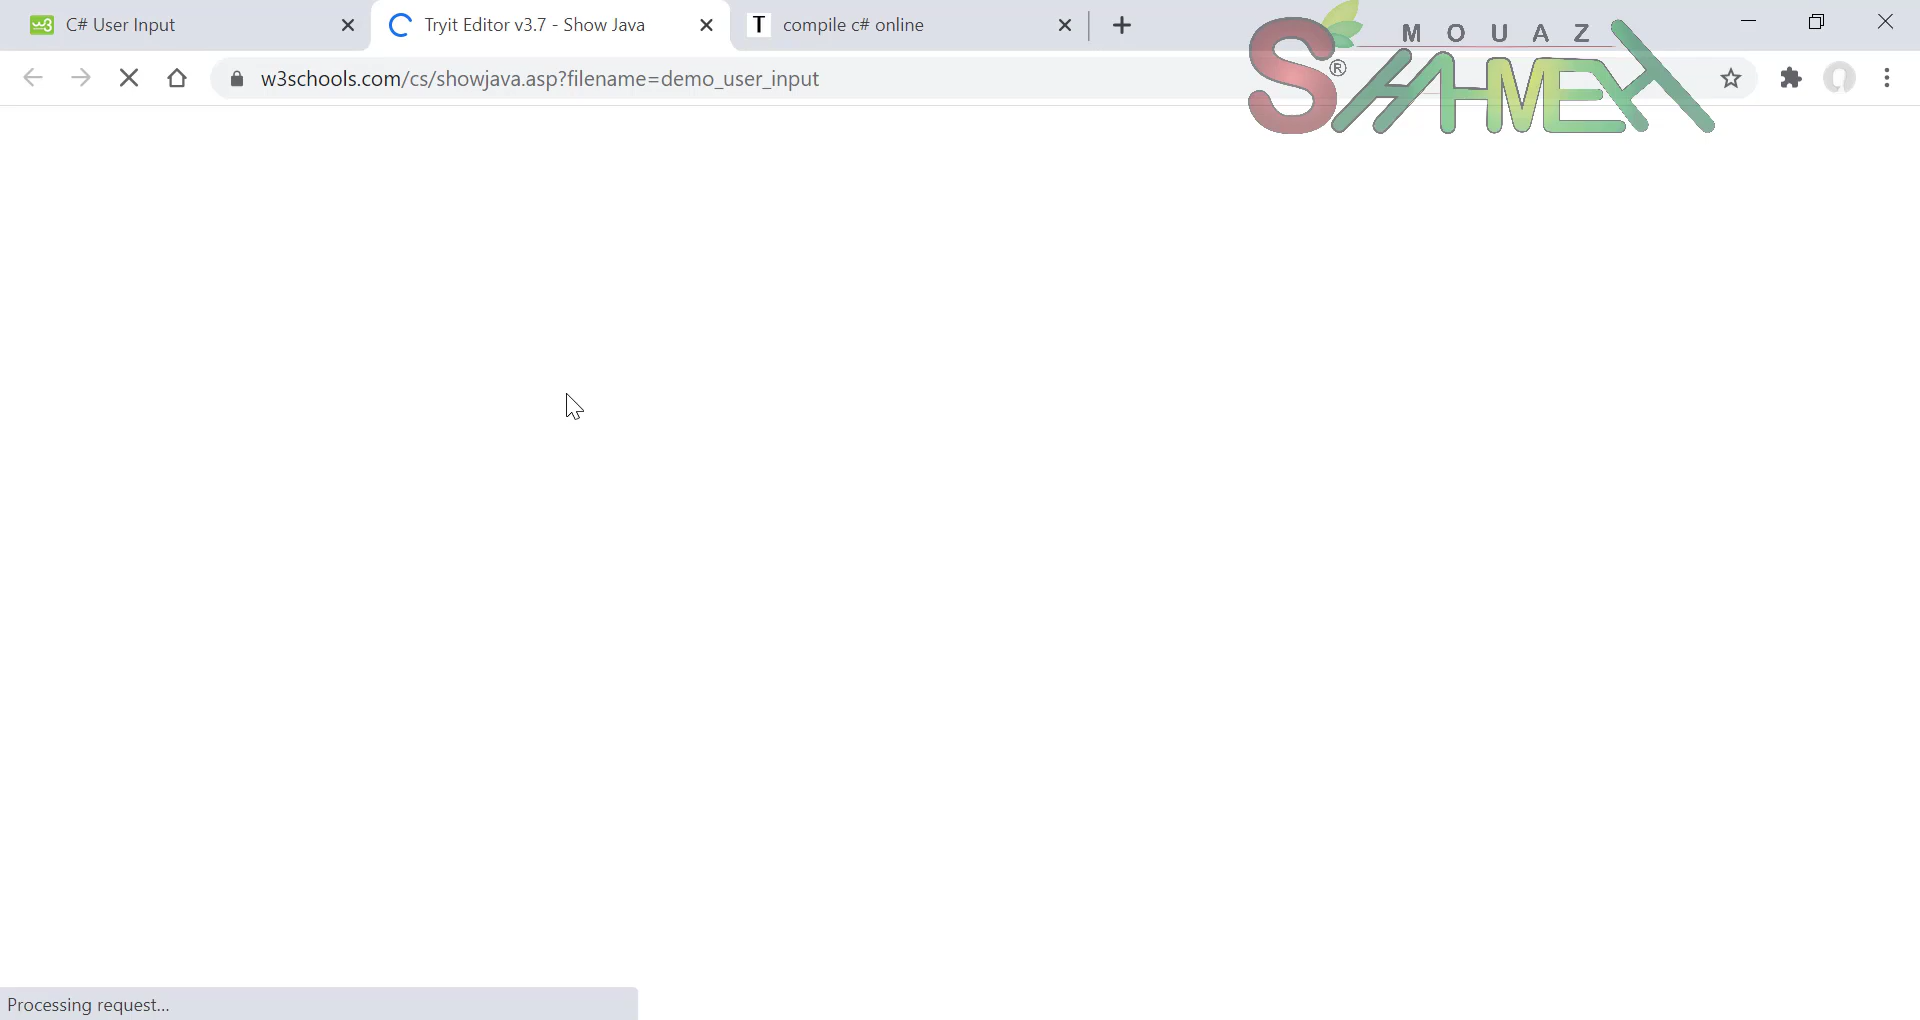 C# User Input
Tryit Editor v3.7 - Show Java
T compile c# online
w3schools.com/cs/showjava.asp?filename=demo_user_input
MOUAZ
SHAHMEH
®
Processing request...